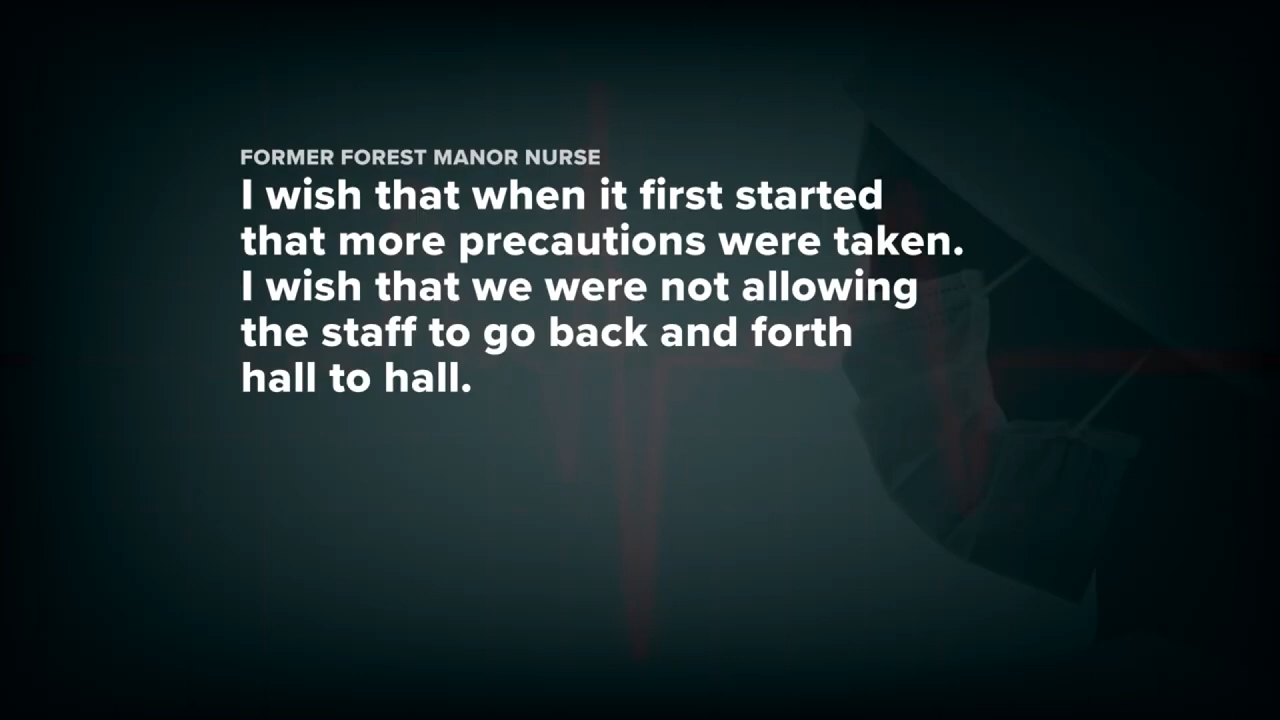 FORMER FOREST MANOR NURSE
I wish that when it first started
that more precautions were taken.
I wish that we were not allowing
the staff to go back and forth
hall to hall.